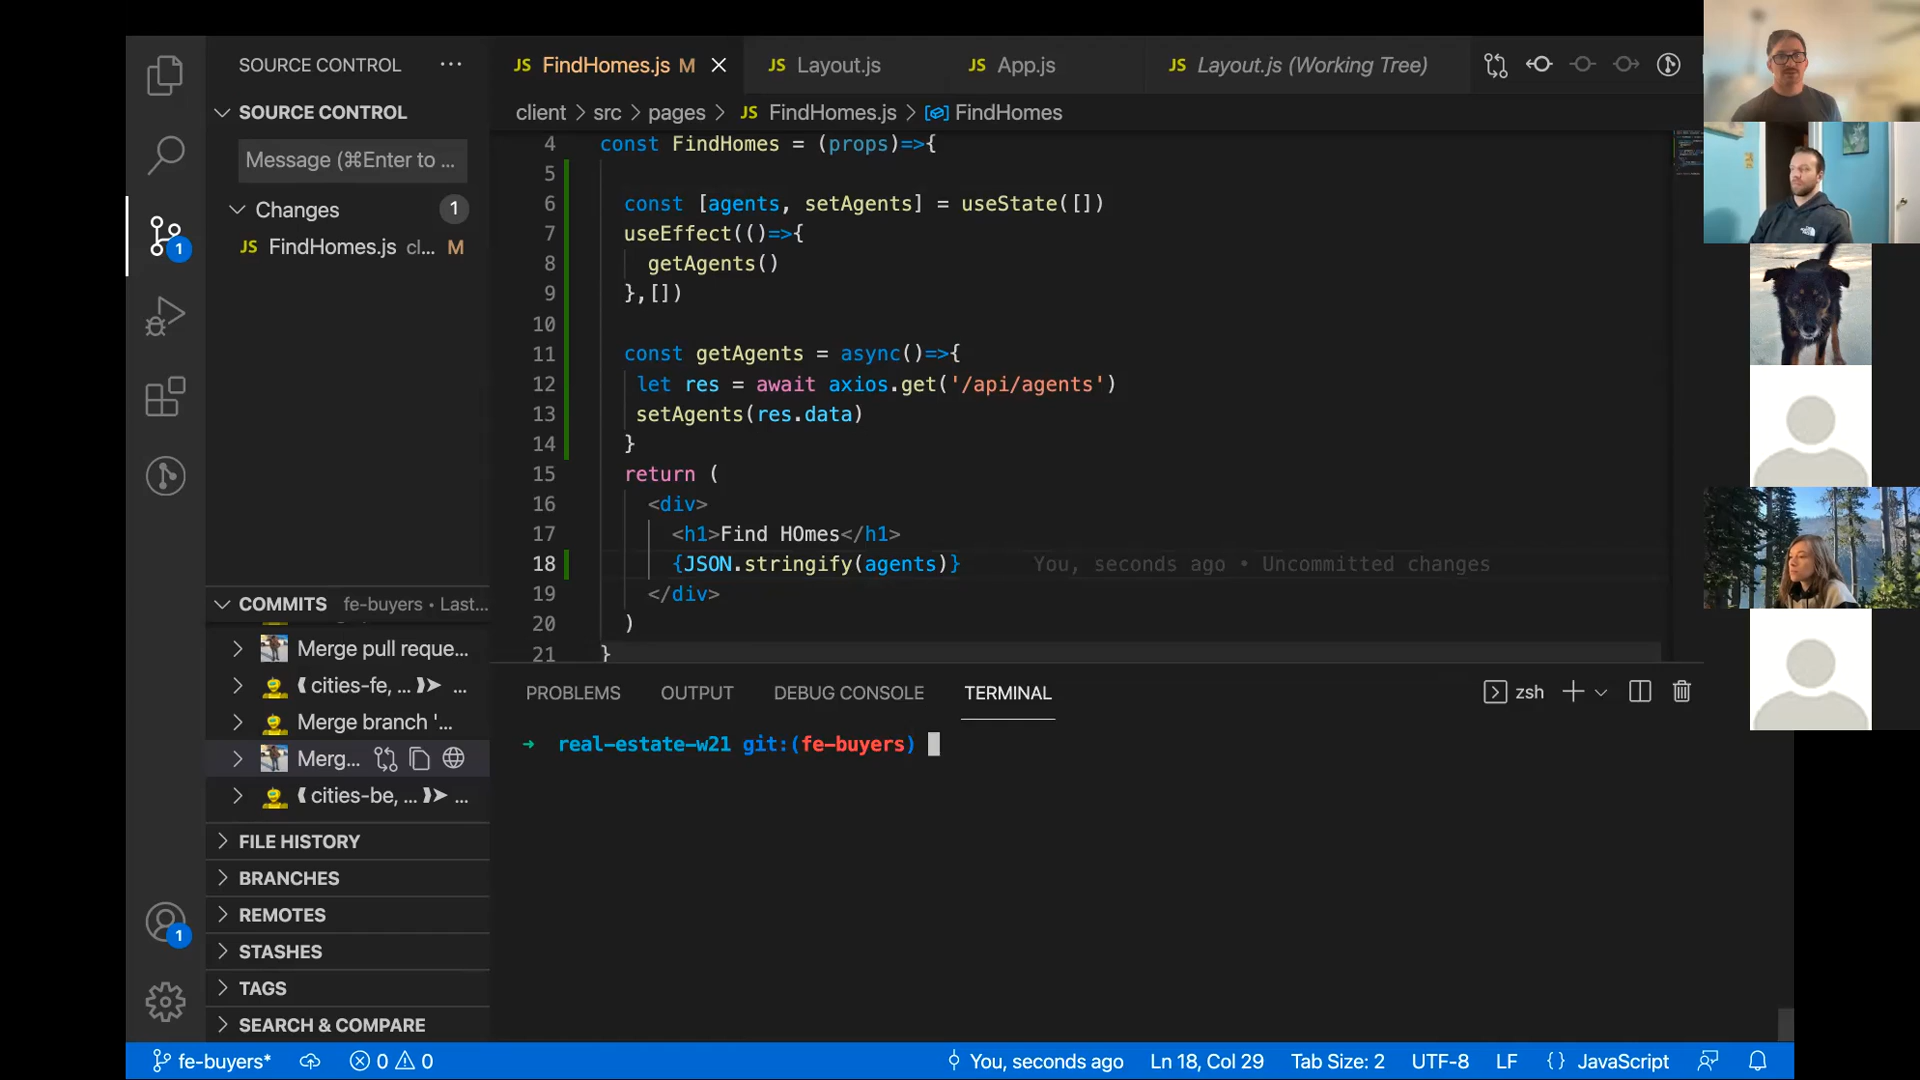 SOURCE CONTROL
SOURCE CONTROL
Message (⌘Enter to ...
Changes 1
JS FindHomes.js cl... M
1
COMMITS fe-buyers • Last...
Merge pull reque...
⦗ cities-fe, ... ⦘➤ ...
Merge branch '...
Merg...
⦗ cities-be, ... ⦘➤ ...
FILE HISTORY
BRANCHES
REMOTES
STASHES
TAGS
SEARCH & COMPARE
1
JS FindHomes.js M
JS Layout.js
JS App.js
JS Layout.js (Working Tree)
client > src > pages > JS FindHomes.js > FindHomes
4 const FindHomes = (props)=>{
5
6 const [agents, setAgents] = useState([])
7 useEffect(()=>{
8 getAgents()
9 },[])
10
11 const getAgents = async()=>{
12 let res = await axios.get('/api/agents')
13 setAgents(res.data)
14 }
15 return (
16 <div>
17 <h1>Find HOmes</h1>
18 {JSON.stringify(agents)} You, seconds ago • Uncommitted changes
19 </div>
20 )
21 }
PROBLEMS OUTPUT DEBUG CONSOLE TERMINAL zsh
➜ real-estate-w21 git:(fe-buyers)
fe-buyers* 0 0 You, seconds ago Ln 18, Col 29 Tab Size: 2 UTF-8 LF {} JavaScript